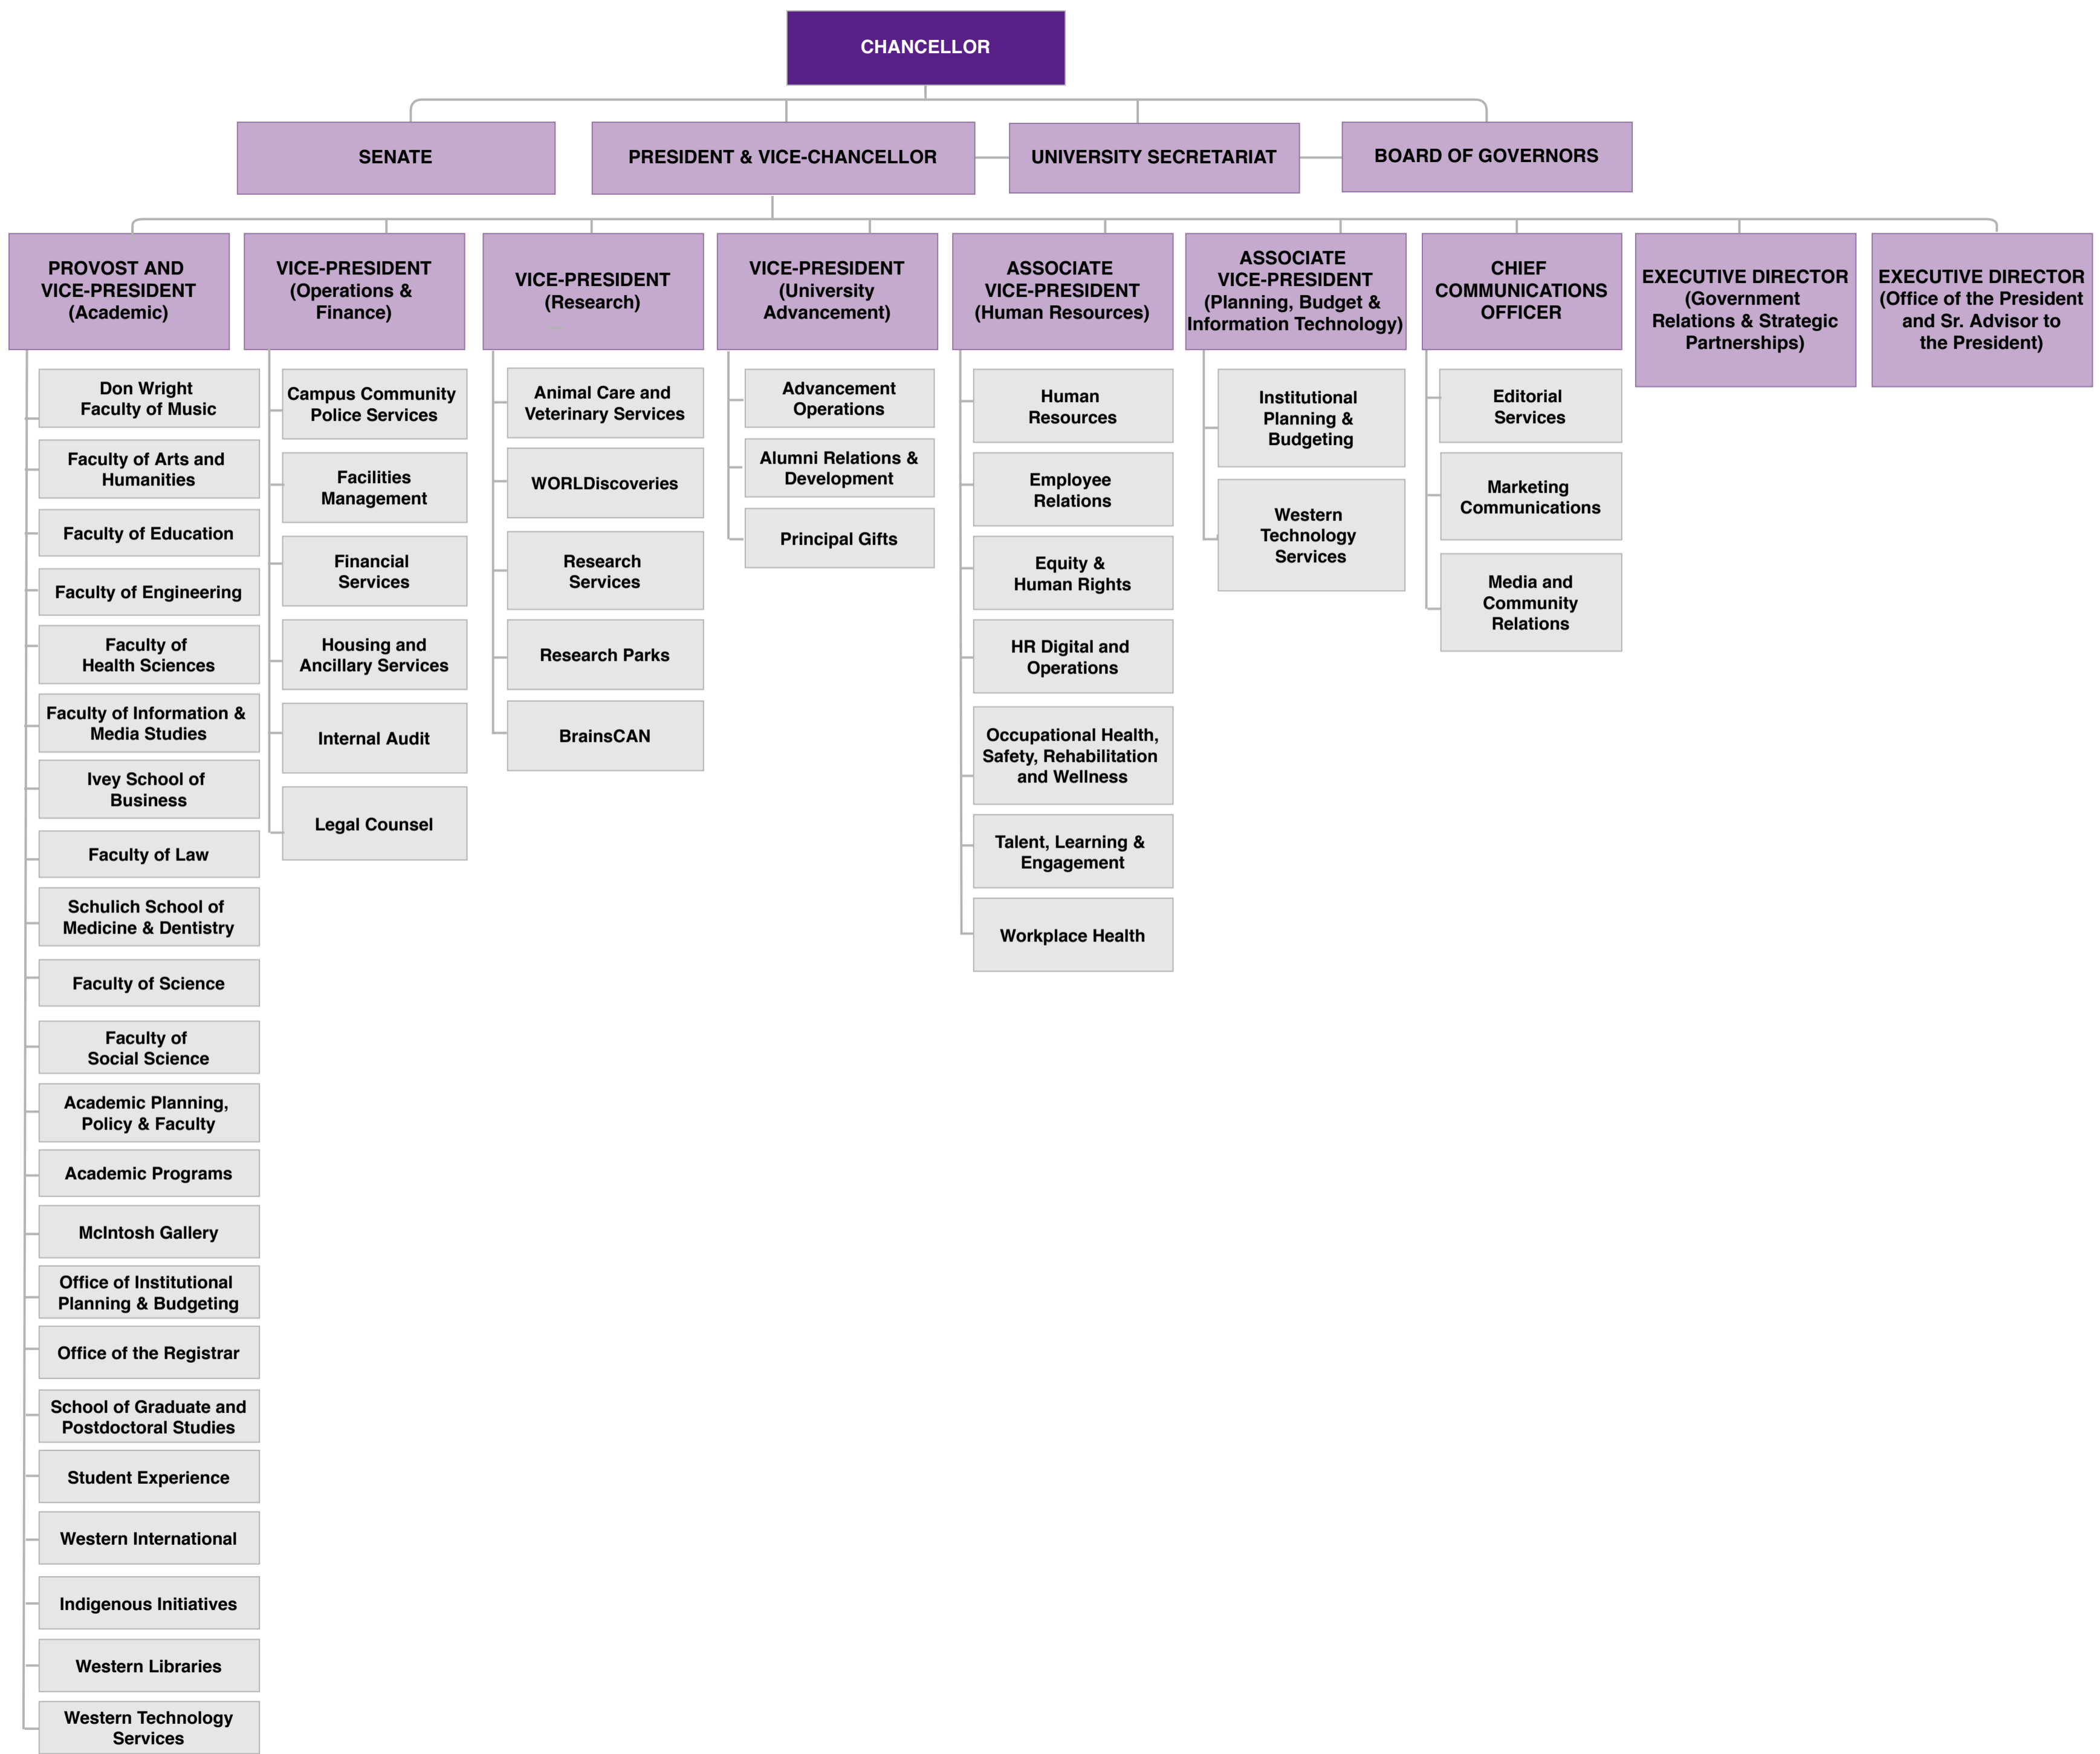 CHANCELLOR
SENATE
PRESIDENT & VICE-CHANCELLOR
UNIVERSITY SECRETARIAT
BOARD OF GOVERNORS
PROVOST AND
VICE-PRESIDENT
(Academic)
VICE-PRESIDENT
(Operations &
Finance)
VICE-PRESIDENT
(Research)
VICE-PRESIDENT
(University
Advancement)
ASSOCIATE
VICE-PRESIDENT
(Human Resources)
ASSOCIATE
VICE-PRESIDENT
(Planning, Budget &
Information Technology)
CHIEF
COMMUNICATIONS
OFFICER
EXECUTIVE DIRECTOR
(Government
Relations & Strategic
Partnerships)
EXECUTIVE DIRECTOR
(Office of the President
and Sr. Advisor to
the President)
Don Wright
Faculty of Music
Faculty of Arts and
Humanities
Faculty of Education
Faculty of Engineering
Faculty of
Health Sciences
Faculty of Information &
Media Studies
Ivey School of
Business
Faculty of Law
Schulich School of
Medicine & Dentistry
Faculty of Science
Faculty of
Social Science
Academic Planning,
Policy & Faculty
Academic Programs
McIntosh Gallery
Office of Institutional
Planning & Budgeting
Office of the Registrar
School of Graduate and
Postdoctoral Studies
Student Experience
Western International
Indigenous Initiatives
Western Libraries
Western Technology
Services
Campus Community
Police Services
Facilities
Management
Financial
Services
Housing and
Ancillary Services
Internal Audit
Legal Counsel
Animal Care and
Veterinary Services
WORLDiscoveries
Research
Services
Research Parks
BrainsCAN
Advancement
Operations
Alumni Relations &
Development
Principal Gifts
Human
Resources
Employee
Relations
Equity &
Human Rights
HR Digital and
Operations
Occupational Health,
Safety, Rehabilitation
and Wellness
Talent, Learning &
Engagement
Workplace Health
Institutional
Planning &
Budgeting
Western
Technology
Services
Editorial
Services
Marketing
Communications
Media and
Community
Relations